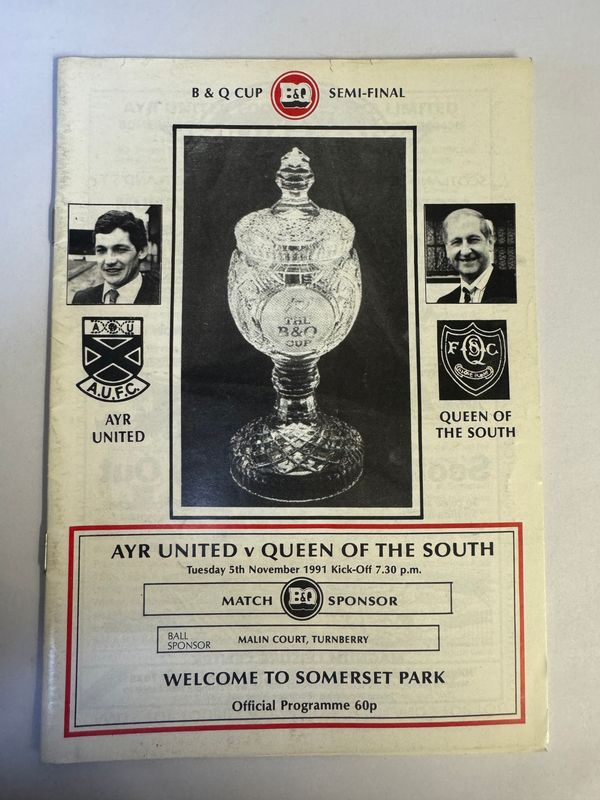 B & Q CUP B&Q SEMI-FINAL
THE
B&Q
CUP
A.U.F.C.
AYR
UNITED
QUEEN OF
THE SOUTH
AYR UNITED v QUEEN OF THE SOUTH
Tuesday 5th November 1991 Kick-Off 7.30 p.m.
MATCH B&Q SPONSOR
BALL
SPONSOR
MALIN COURT, TURNBERRY
WELCOME TO SOMERSET PARK
Official Programme 60p